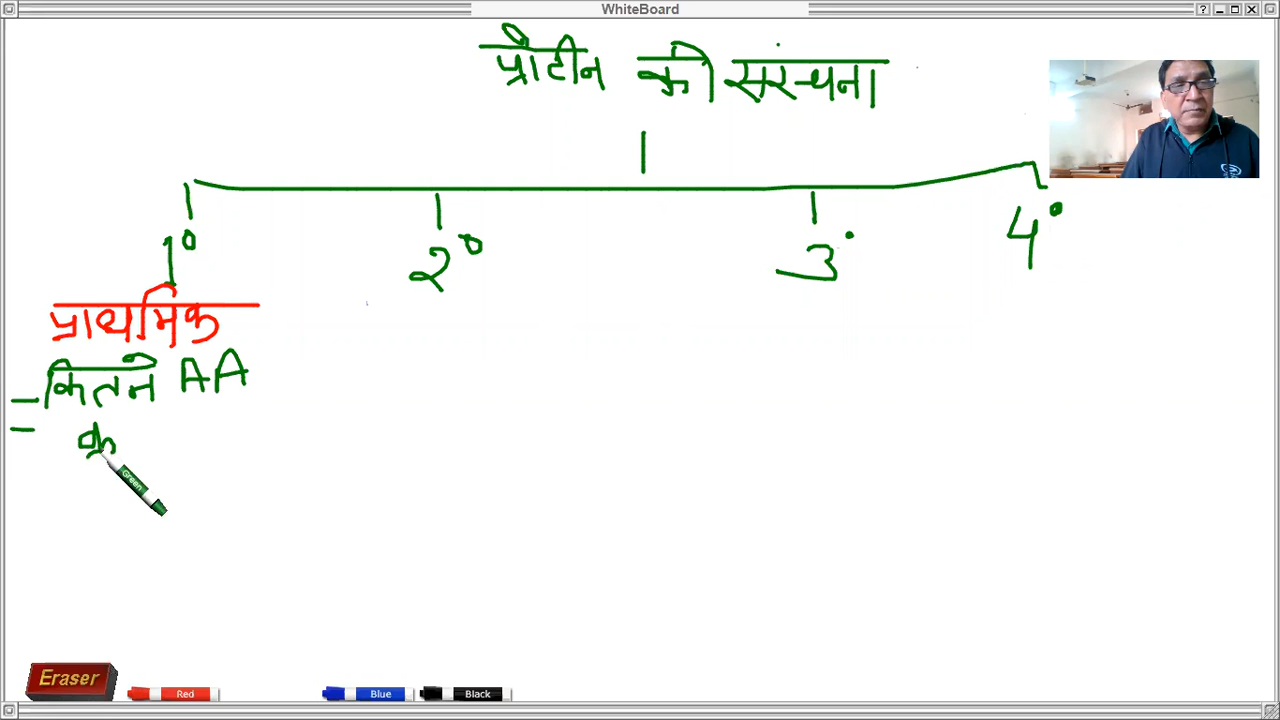 WhiteBoard
प्रोटीन की संरचना
1° 2° 3° 4°
प्राथमिक
कितने AA
क
Green
Eraser Red Blue Black